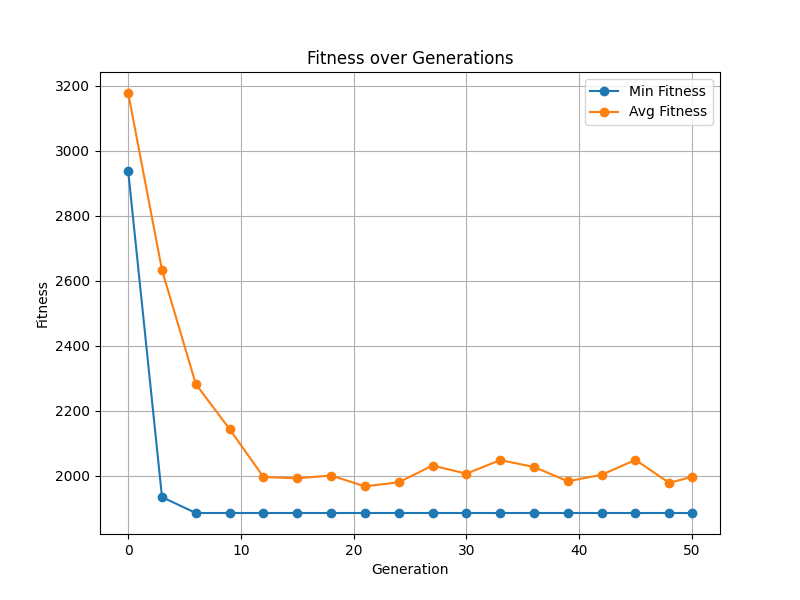 Fitness over Generations
Min Fitness
Avg Fitness
3200
3000
2800
2600
2400
2200
2000
Fitness
0 10 20 30 40 50
Generation